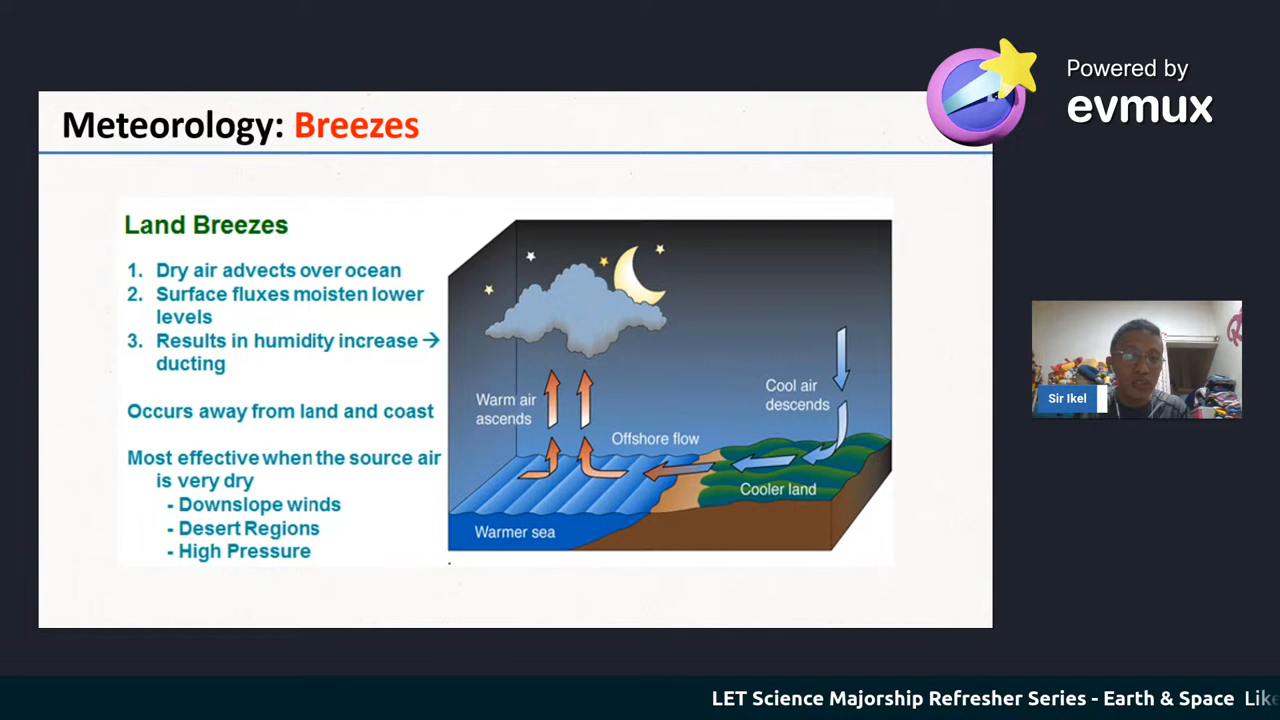 Powered by
evmux
Meteorology: Breezes
Land Breezes
1. Dry air advects over ocean
2. Surface fluxes moisten lower
levels
3. Results in humidity increase →
ducting
Occurs away from land and coast
Most effective when the source air
is very dry
- Downslope winds
- Desert Regions
- High Pressure
Warm air
ascends
Offshore flow
Cool air
descends
Cooler land
Warmer sea
Sir Ikel
LET Science Majorship Refresher Series - Earth & Space Like